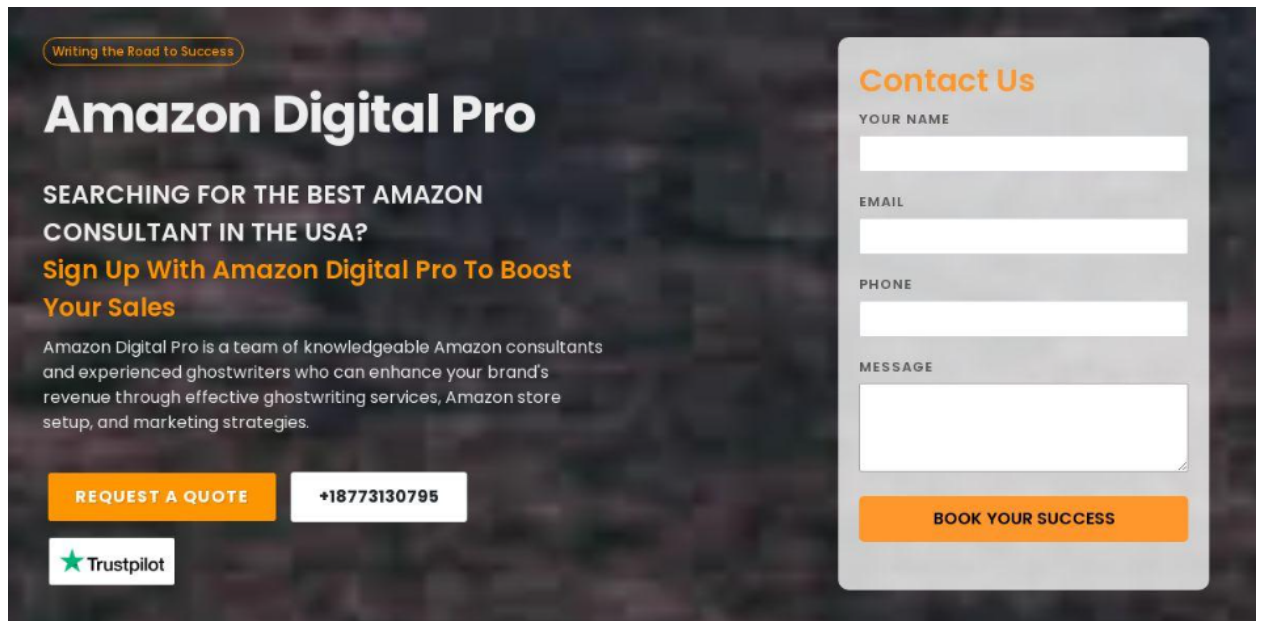 Writing the Road to Success
Amazon Digital Pro
SEARCHING FOR THE BEST AMAZON
CONSULTANT IN THE USA?
Sign Up With Amazon Digital Pro To Boost
Your Sales
Amazon Digital Pro is a team of knowledgeable Amazon consultants
and experienced ghostwriters who can enhance your brand's
revenue through effective ghostwriting services, Amazon store
setup, and marketing strategies.
REQUEST A QUOTE
+18773130795
Trustpilot
Contact Us
YOUR NAME
EMAIL
PHONE
MESSAGE
BOOK YOUR SUCCESS